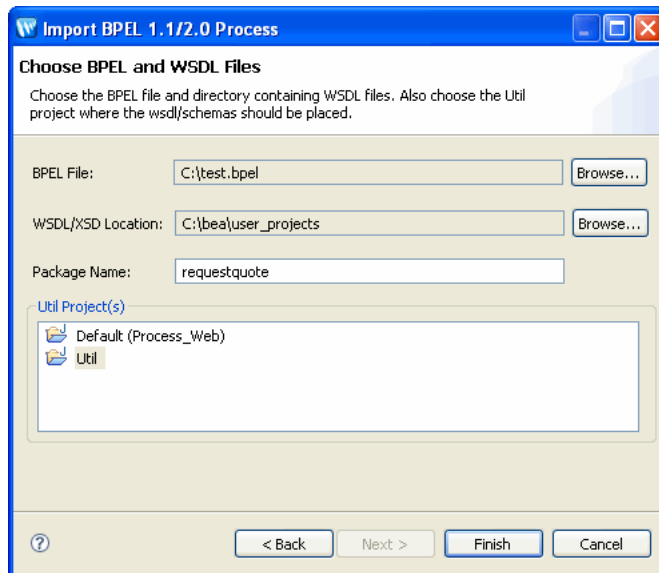 Import BPEL 1.1/2.0 Process
Choose BPEL and WSDL Files
Choose the BPEL file and directory containing WSDL files. Also choose the Util
project where the wsdl/schemas should be placed.
BPEL File: C:\test.bpel Browse...
WSDL/XSD Location: C:\bea\user_projects Browse...
Package Name: requestquote
Util Project(s)
Default (Process_Web)
Util
? < Back Next > Finish Cancel